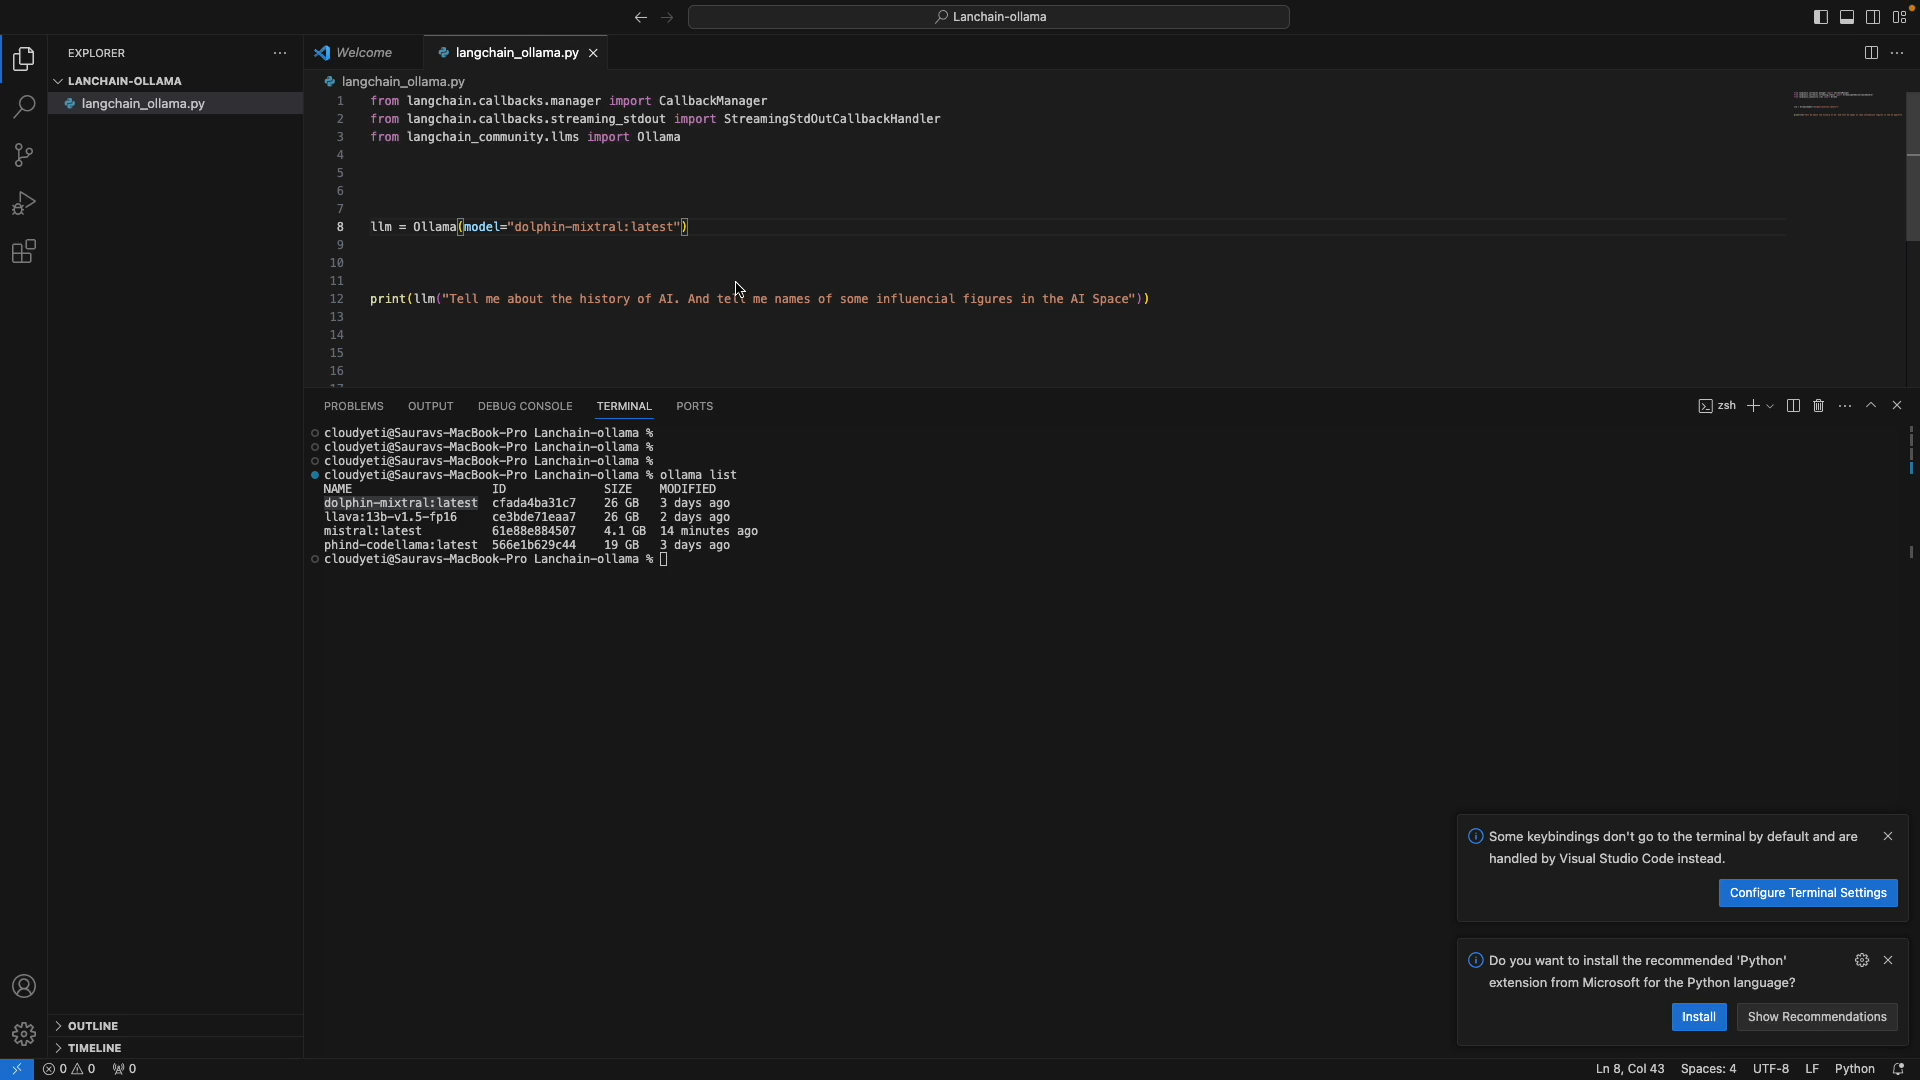 Lanchain-ollama
EXPLORER
LANCHAIN-OLLAMA
langchain_ollama.py
OUTLINE
TIMELINE
Welcome
langchain_ollama.py
langchain_ollama.py
1 from langchain.callbacks.manager import CallbackManager
2 from langchain.callbacks.streaming_stdout import StreamingStdOutCallbackHandler
3 from langchain_community.llms import Ollama
4
5
6
7
8 llm = Ollama(model="dolphin-mixtral:latest")
9
10
11
12 print(llm("Tell me about the history of AI. And tell me names of some influencial figures in the AI Space"))
13
14
15
16
17
PROBLEMS OUTPUT DEBUG CONSOLE TERMINAL PORTS
zsh
cloudyeti@Sauravs-MacBook-Pro Lanchain-ollama %
cloudyeti@Sauravs-MacBook-Pro Lanchain-ollama %
cloudyeti@Sauravs-MacBook-Pro Lanchain-ollama %
cloudyeti@Sauravs-MacBook-Pro Lanchain-ollama % ollama list
NAME ID SIZE MODIFIED
dolphin-mixtral:latest cfada4ba31c7 26 GB 3 days ago
llava:13b-v1.5-fp16 ce3bde71eaa7 26 GB 2 days ago
mistral:latest 61e88e884507 4.1 GB 14 minutes ago
phind-codellama:latest 566e1b629c44 19 GB 3 days ago
cloudyeti@Sauravs-MacBook-Pro Lanchain-ollama %
Some keybindings don't go to the terminal by default and are
handled by Visual Studio Code instead.
Configure Terminal Settings
Do you want to install the recommended 'Python'
extension from Microsoft for the Python language?
Install
Show Recommendations
0 0 0
Ln 8, Col 43 Spaces: 4 UTF-8 LF Python